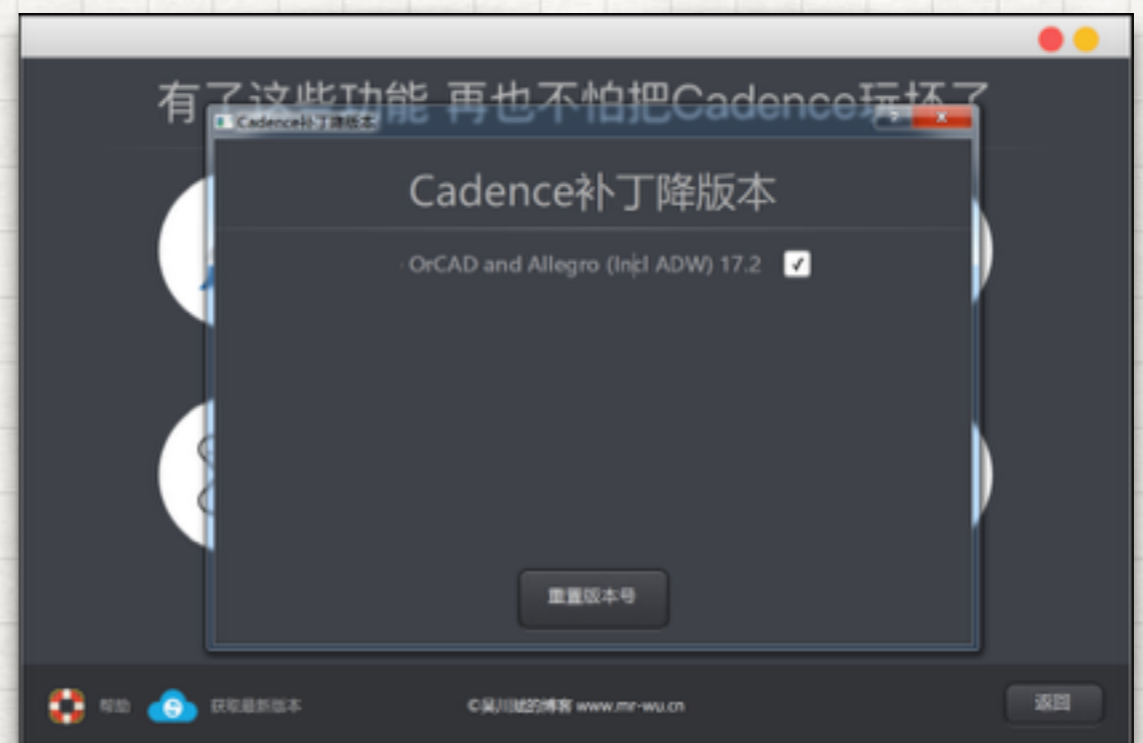 有了这些功能 再也不怕把Cadence玩坏了
Cadence补丁降版本
Cadence补丁降版本
OrCAD and Allegro (Incl ADW) 17.2
重置版本号
帮助
获取最新版本
©吴川斌的博客 www.mr-wu.cn
返回